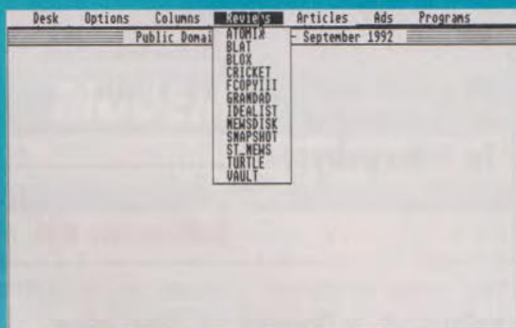 Desk Options Columns Reviews Articles Ads Programs
Public Domai - September 1992
ATOMIX
BLAT
BLOX
CRICKET
FCOPYIII
GRANDAD
IDEALIST
NEWSDISK
SNAPSHOT
ST_NEWS
TURTLE
VAULT